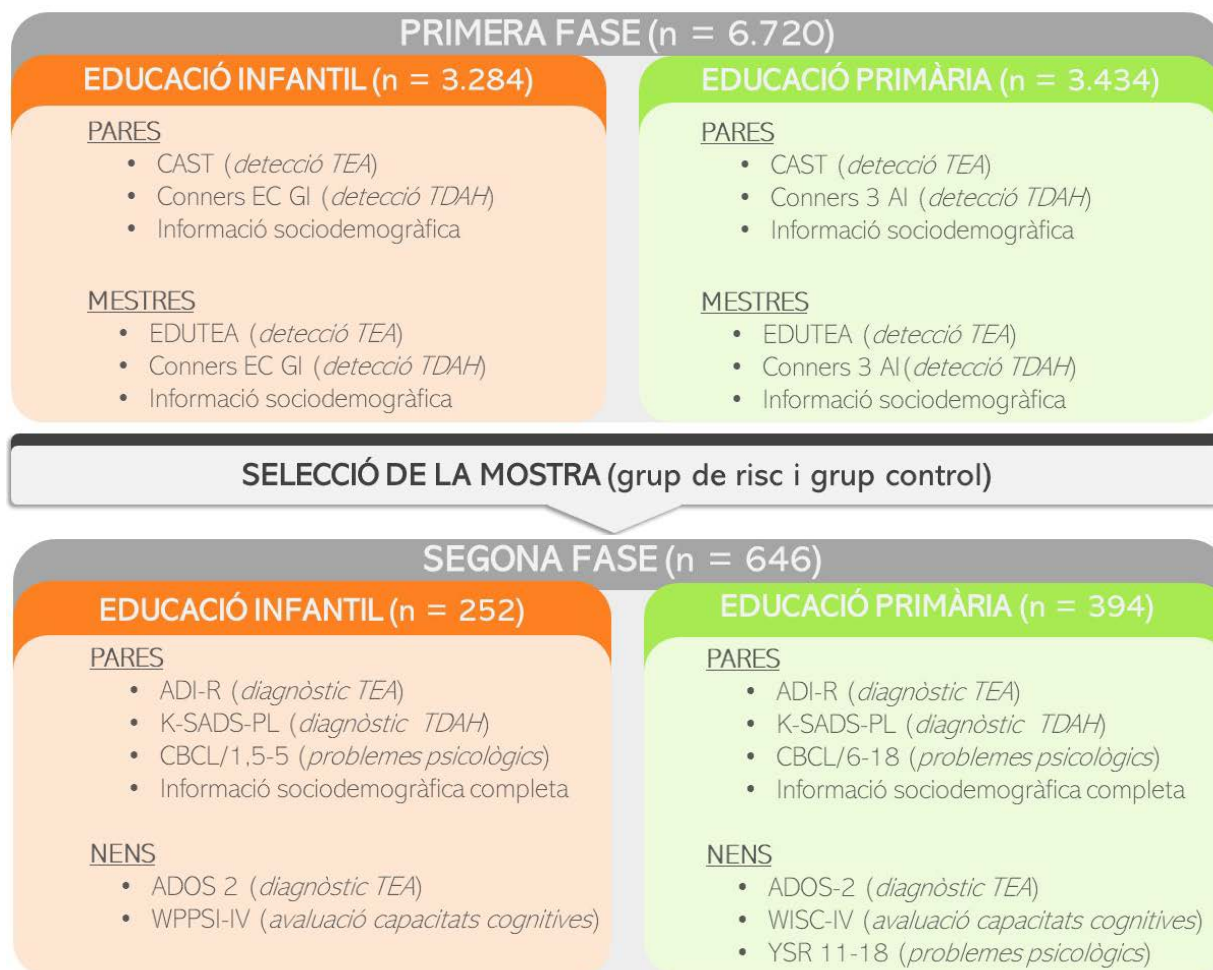 PRIMERA FASE (n = 6.720)
EDUCACIÓ INFANTIL (n = 3.284)
PARES
• CAST (detecció TEA)
• Conners EC GI (detecció TDAH)
• Informació sociodemogràfica
MESTRES
• EDUTEA (detecció TEA)
• Conners EC GI (detecció TDAH)
• Informació sociodemogràfica
EDUCACIÓ PRIMÀRIA (n = 3.434)
PARES
• CAST (detecció TEA)
• Conners 3 AI (detecció TDAH)
• Informació sociodemogràfica
MESTRES
• EDUTEA (detecció TEA)
• Conners 3 AI (detecció TDAH)
• Informació sociodemogràfica
SELECCIÓ DE LA MOSTRA (grup de risc i grup control)
SEGONA FASE (n = 646)
EDUCACIÓ INFANTIL (n = 252)
PARES
• ADI-R (diagnòstic TEA)
• K-SADS-PL (diagnòstic TDAH)
• CBCL/1,5-5 (problemes psicològics)
• Informació sociodemogràfica completa
NENS
• ADOS 2 (diagnòstic TEA)
• WPPSI-IV (avaluació capacitats cognitives)
EDUCACIÓ PRIMÀRIA (n = 394)
PARES
• ADI-R (diagnòstic TEA)
• K-SADS-PL (diagnòstic TDAH)
• CBCL/6-18 (problemes psicològics)
• Informació sociodemogràfica completa
NENS
• ADOS-2 (diagnòstic TEA)
• WISC-IV (avaluació capacitats cognitives)
• YSR 11-18 (problemes psicològics)